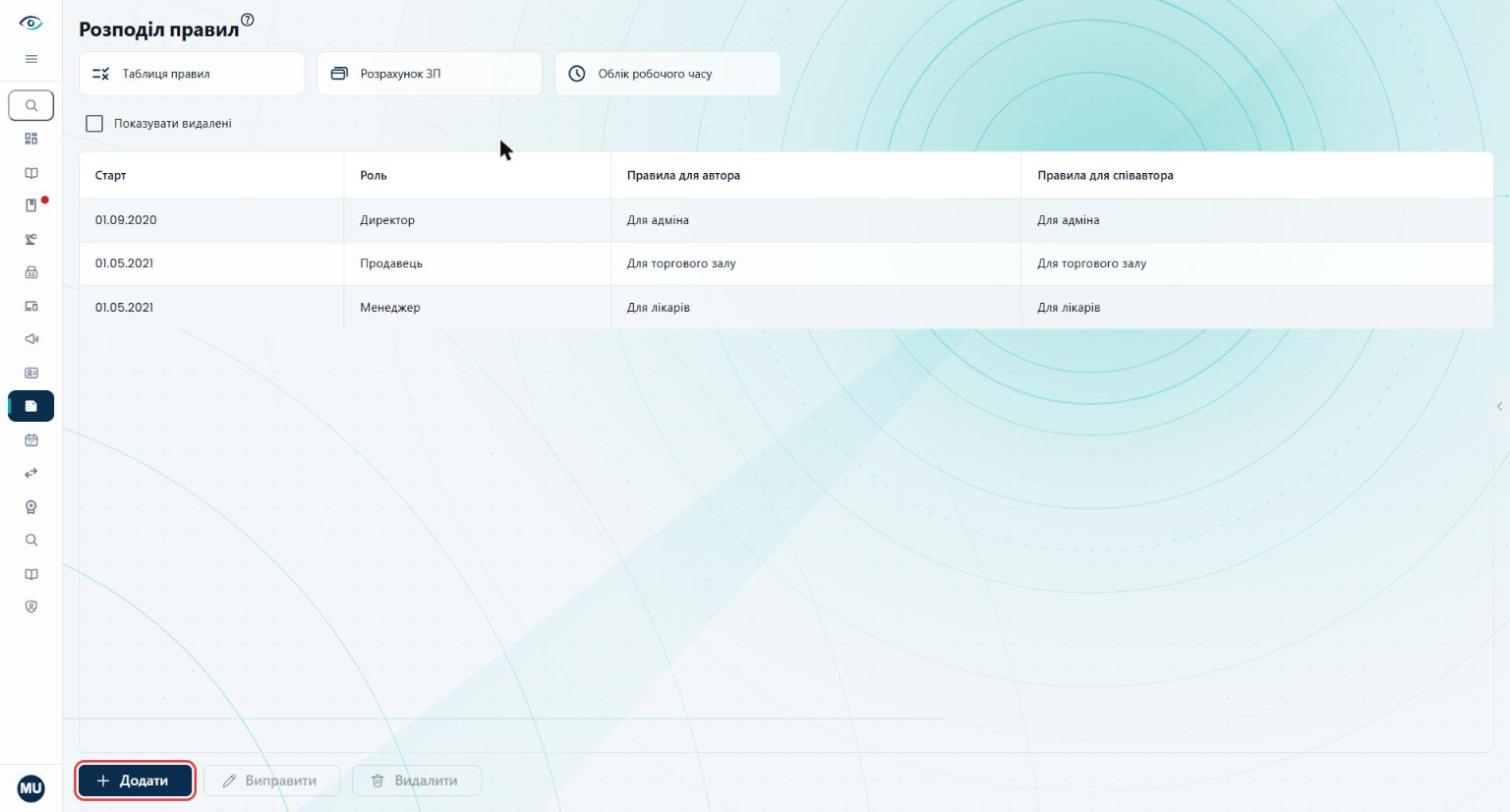 Розподіл правил
Таблиця правил
Розрахунок ЗП
Облік робочого часу
Показувати видалені
Старт Роль Правила для автора Правила для співавтора
01.09.2020 Директор Для адміна Для адміна
01.05.2021 Продавець Для торгового залу Для торгового залу
01.05.2021 Менеджер Для лікарів Для лікарів
MU
Додати Виправити Видалити